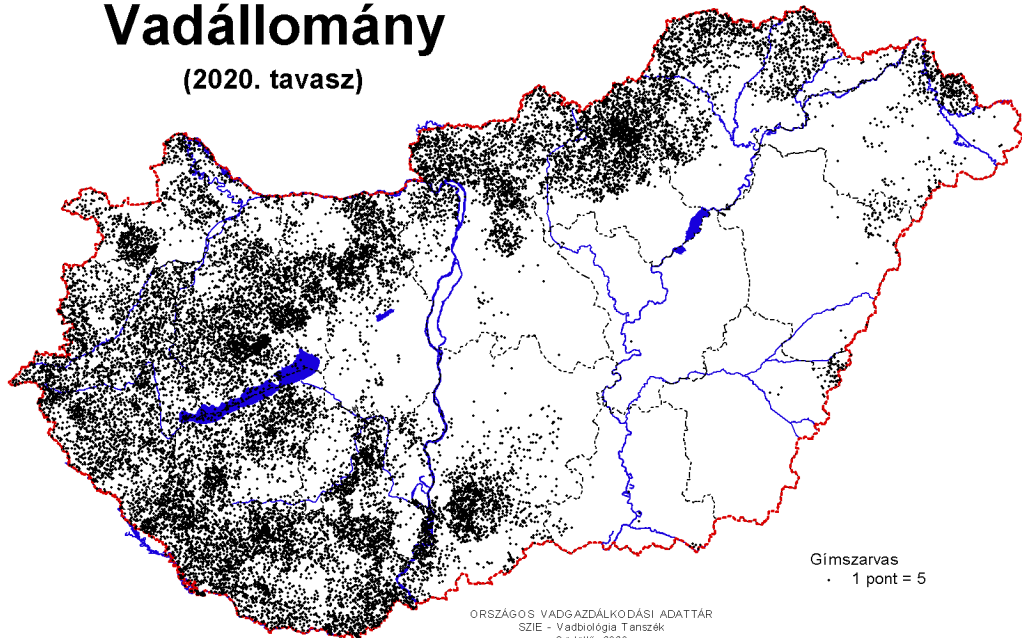 Vadállomány
(2020. tavasz)
Gímszarvas
1 pont = 5
ORSZÁGOS VADGAZDÁLKODÁSI ADATTÁR
SZIE - Vadbiológia Tanszék